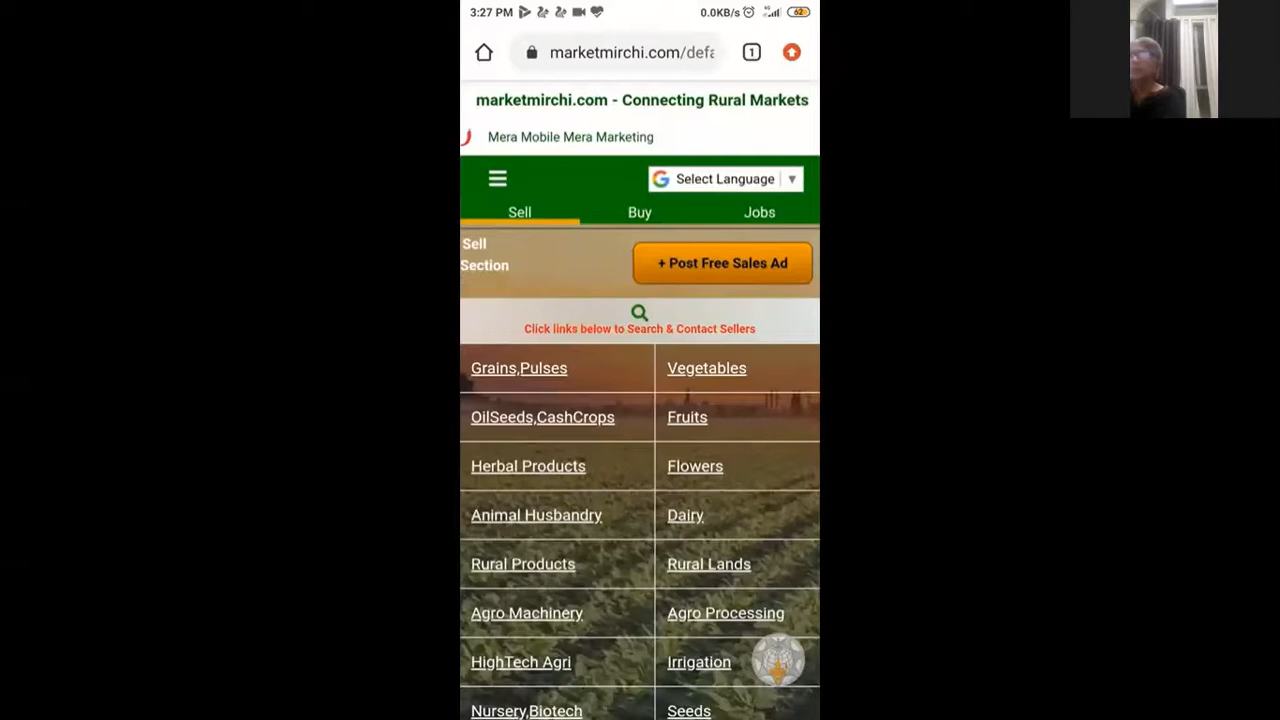 3:27 PM
0.0KB/s
4G
62
marketmirchi.com/defa
1
marketmirchi.com - Connecting Rural Markets
Mera Mobile Mera Marketing
Select Language ▼
Sell
Buy
Jobs
Sell
Section
+ Post Free Sales Ad
Click links below to Search & Contact Sellers
Grains,Pulses
Vegetables
OilSeeds,CashCrops
Fruits
Herbal Products
Flowers
Animal Husbandry
Dairy
Rural Products
Rural Lands
Agro Machinery
Agro Processing
HighTech Agri
Irrigation
Nursery,Biotech
Seeds